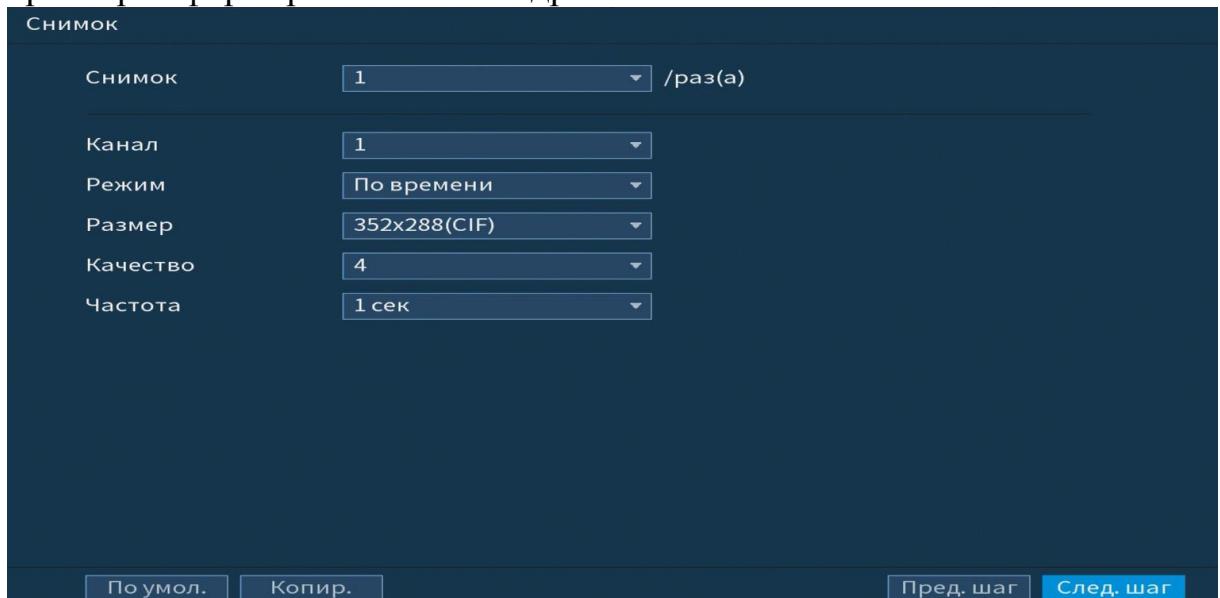 Снимок
Снимок 1 /раз(а)
Канал 1
Режим По времени
Размер 352x288(CIF)
Качество 4
Частота 1 сек
По умол. Копир. Пред. шаг След. шаг